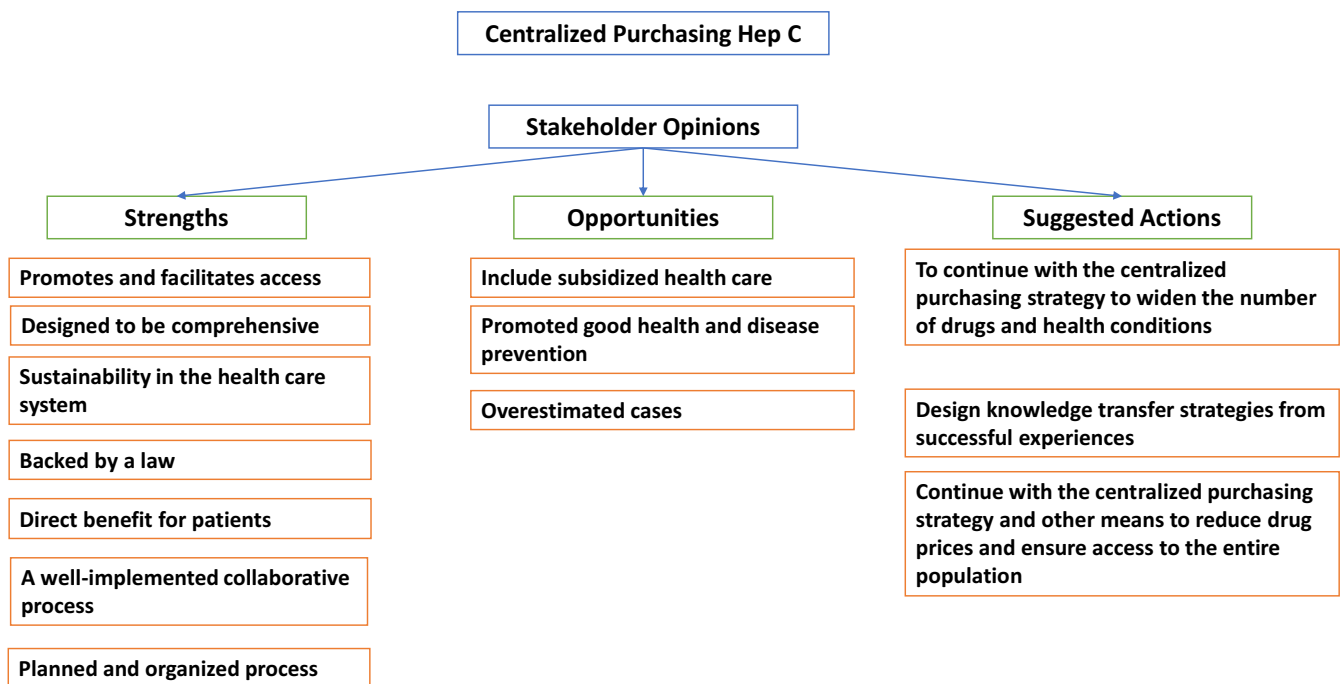 Centralized Purchasing Hep C
Stakeholder Opinions
Strengths
Promotes and facilitates access
Designed to be comprehensive
Sustainability in the health care
system
Backed by a law
Direct benefit for patients
A well-implemented collaborative
process
Planned and organized process
Opportunities
Include subsidized health care
Promoted good health and disease
prevention
Overestimated cases
Suggested Actions
To continue with the centralized
purchasing strategy to widen the number
of drugs and health conditions
Design knowledge transfer strategies from
successful experiences
Continue with the centralized purchasing
strategy and other means to reduce drug
prices and ensure access to the entire
population